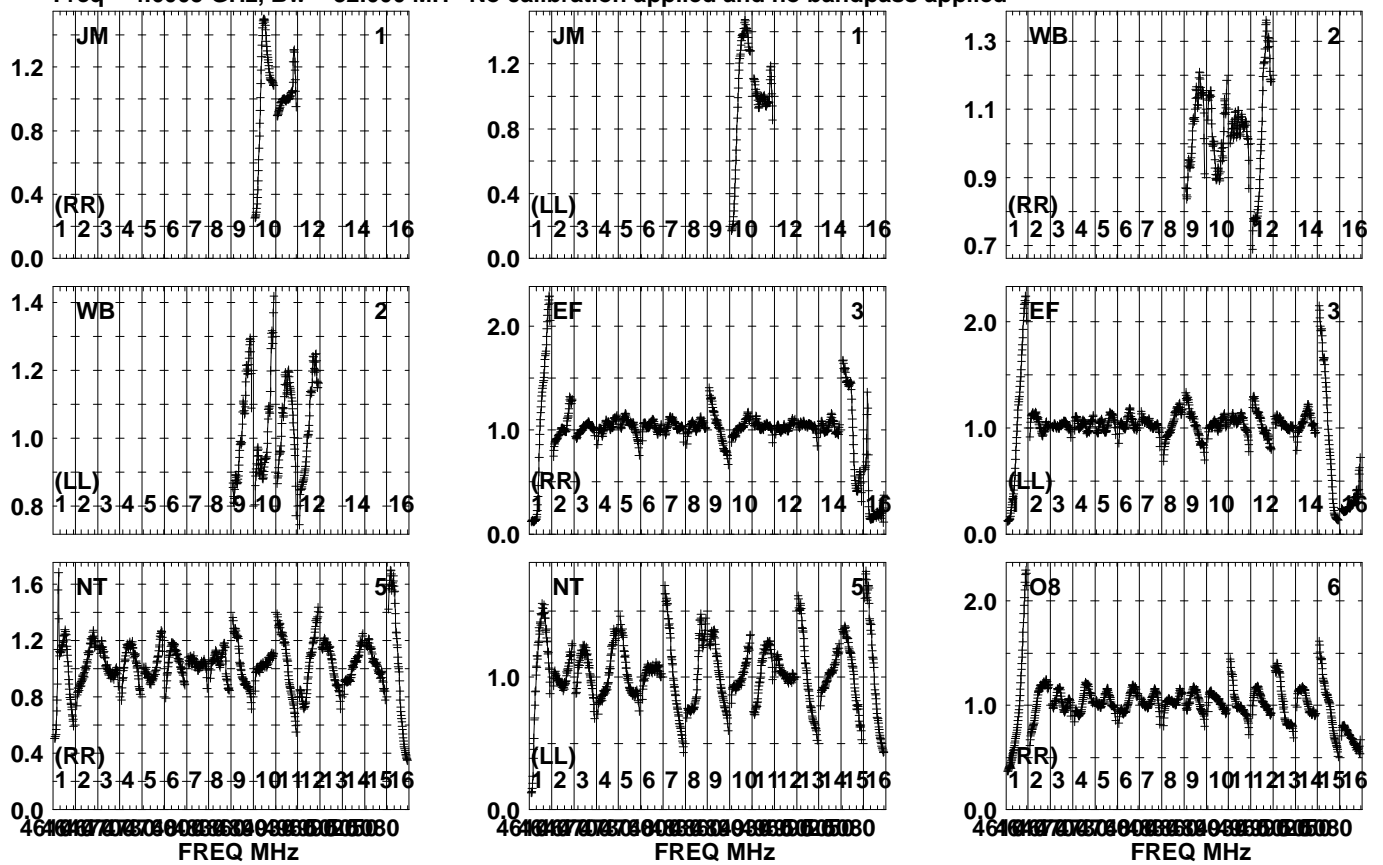 No calibration applied and no bandpass applied
JM 1
1.2
0.8
0.4
(RR)
1 2 3 4 5 6 7 8 9 10 12 14 16
0.0
JM 1
1.2
0.8
0.4
(LL)
1 2 3 4 5 6 7 8 9 10 12 14 16
0.0
WB 2
1.3
1.1
0.9
(RR)
1 2 3 4 5 6 7 8 9 10 12 14 16
0.7
WB 2
1.4
1.2
1.0
(LL)
0.8
1 2 3 4 5 6 7 8 9 10 12 14 16
EF 3
2.0
1.0
(RR)
1 2 3 4 5 6 7 8 9 10 12 14 16
0.0
EF 3
2.0
1.0
(LL)
1 2 3 4 5 6 7 8 9 10 12 14 16
0.0
NT 5
1.6
1.2
0.8
0.4
(RR)
1 2 3 4 5 6 7 8 9 10 11 12 13 14 15 16
0.0
FREQ MHz
NT 5
1.0
(LL)
1 2 3 4 5 6 7 8 9 10 11 12 13 14 15 16
0.0
O8 6
2.0
1.0
(RR)
1 2 3 4 5 6 7 8 9 10 11 12 13 14 15 16
0.0
FREQ MHz